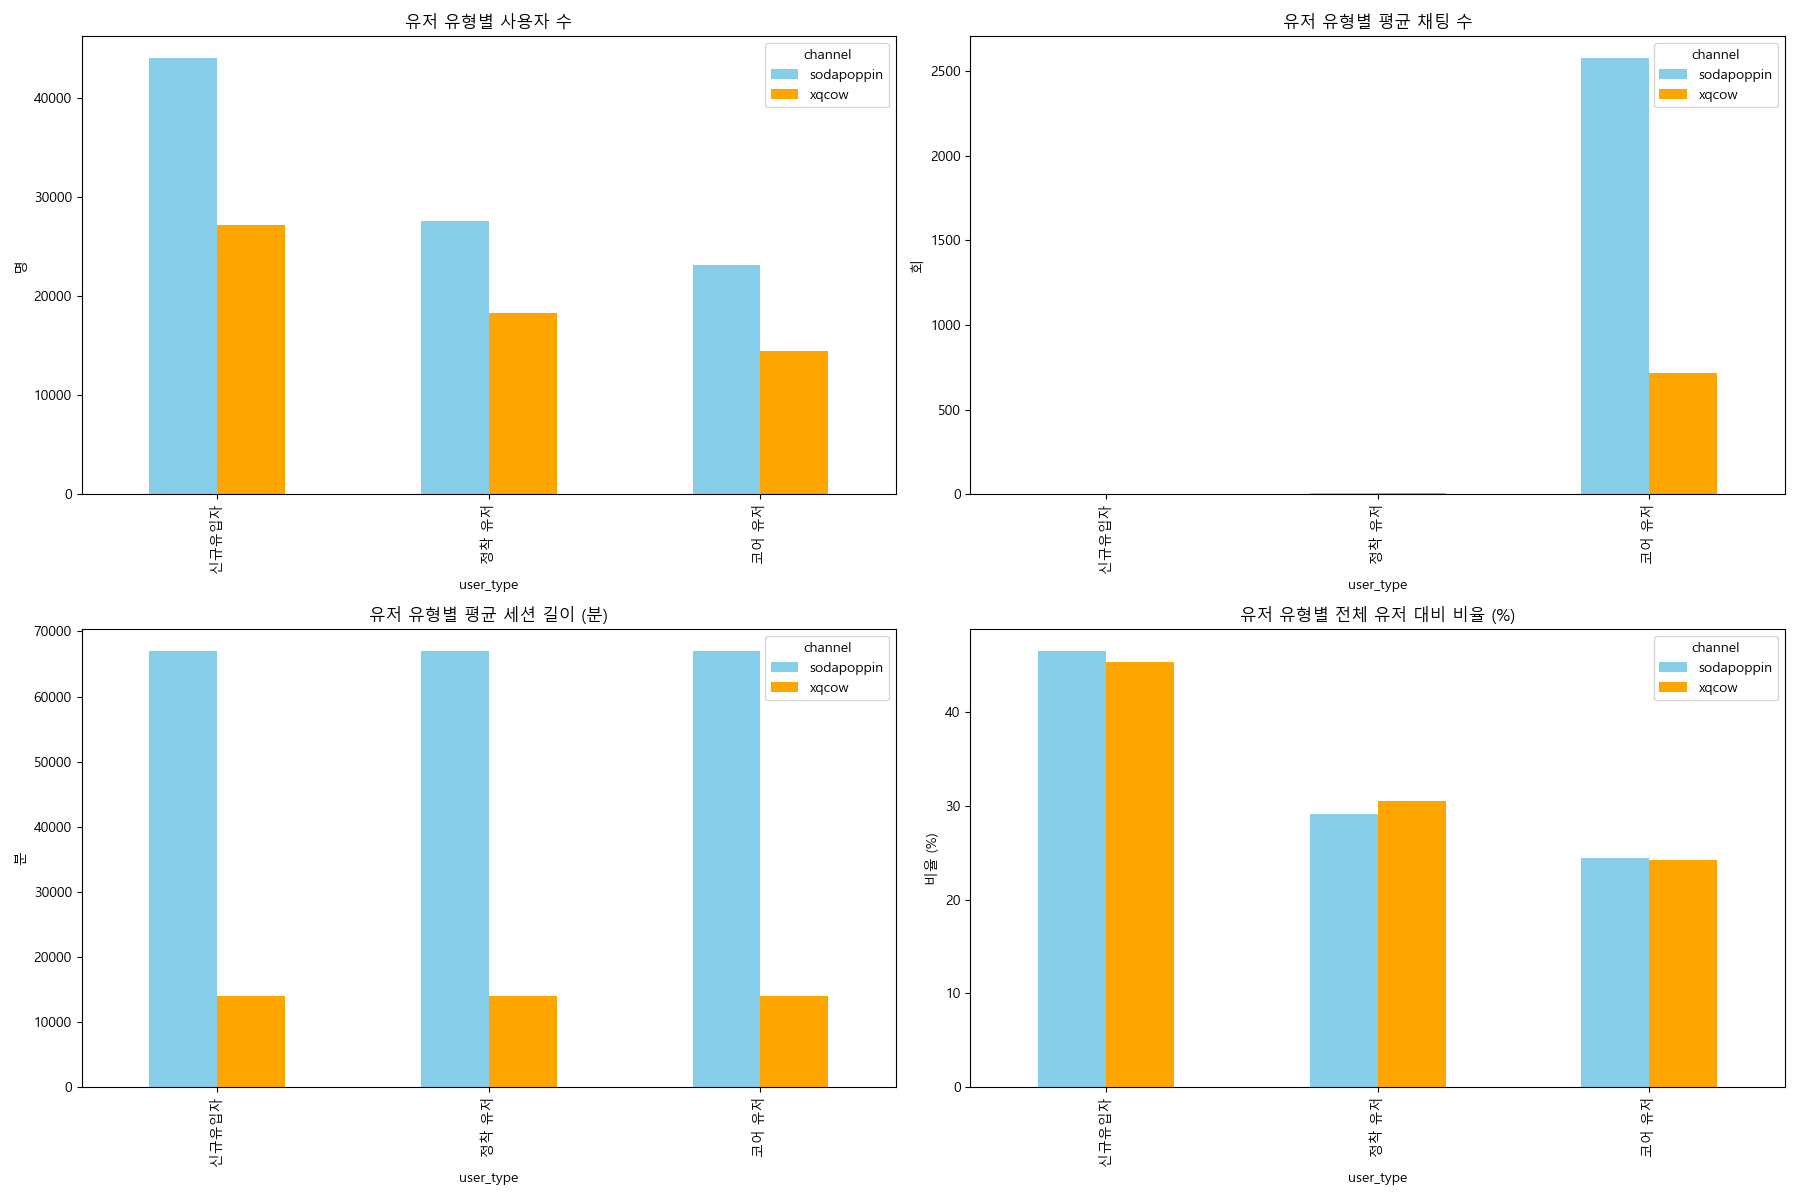 유저 유형별 사용자 수
channel
sodapoppin
xqcow
40000
30000
20000
10000
0
명
신규유입자
정착 유저
코어 유저
user_type
유저 유형별 평균 채팅 수
channel
sodapoppin
xqcow
2500
2000
1500
1000
500
0
회
신규유입자
정착 유저
코어 유저
user_type
유저 유형별 평균 세션 길이 (분)
channel
sodapoppin
xqcow
70000
60000
50000
40000
30000
20000
10000
0
분
신규유입자
정착 유저
코어 유저
user_type
유저 유형별 전체 유저 대비 비율 (%)
channel
sodapoppin
xqcow
40
30
20
10
0
비율 (%)
신규유입자
정착 유저
코어 유저
user_type